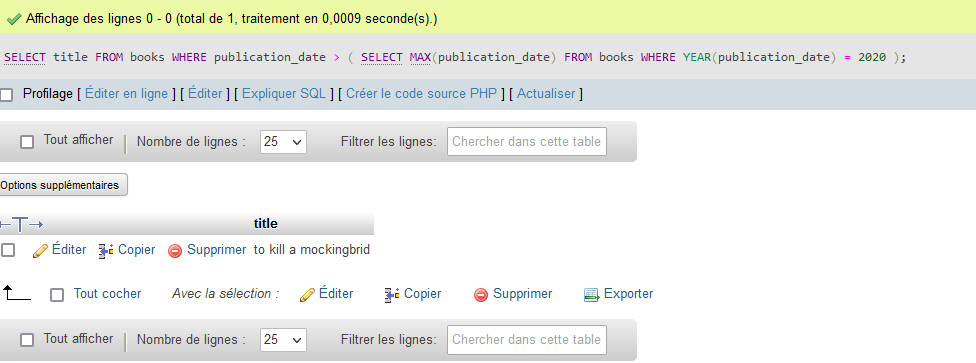 Affichage des lignes 0 - 0 (total de 1, traitement en 0,0009 seconde(s).)
SELECT title FROM books WHERE publication_date > ( SELECT MAX(publication_date) FROM books WHERE YEAR(publication_date) = 2020 );
Profilage [ Éditer en ligne ] [ Éditer ] [ Expliquer SQL ] [ Créer le code source PHP ] [ Actualiser ]
Tout afficher Nombre de lignes : 25 Filtrer les lignes: Chercher dans cette table
Options supplémentaires
title
Éditer Copier Supprimer to kill a mockingbrid
Tout cocher Avec la sélection : Éditer Copier Supprimer Exporter
Tout afficher Nombre de lignes : 25 Filtrer les lignes: Chercher dans cette table